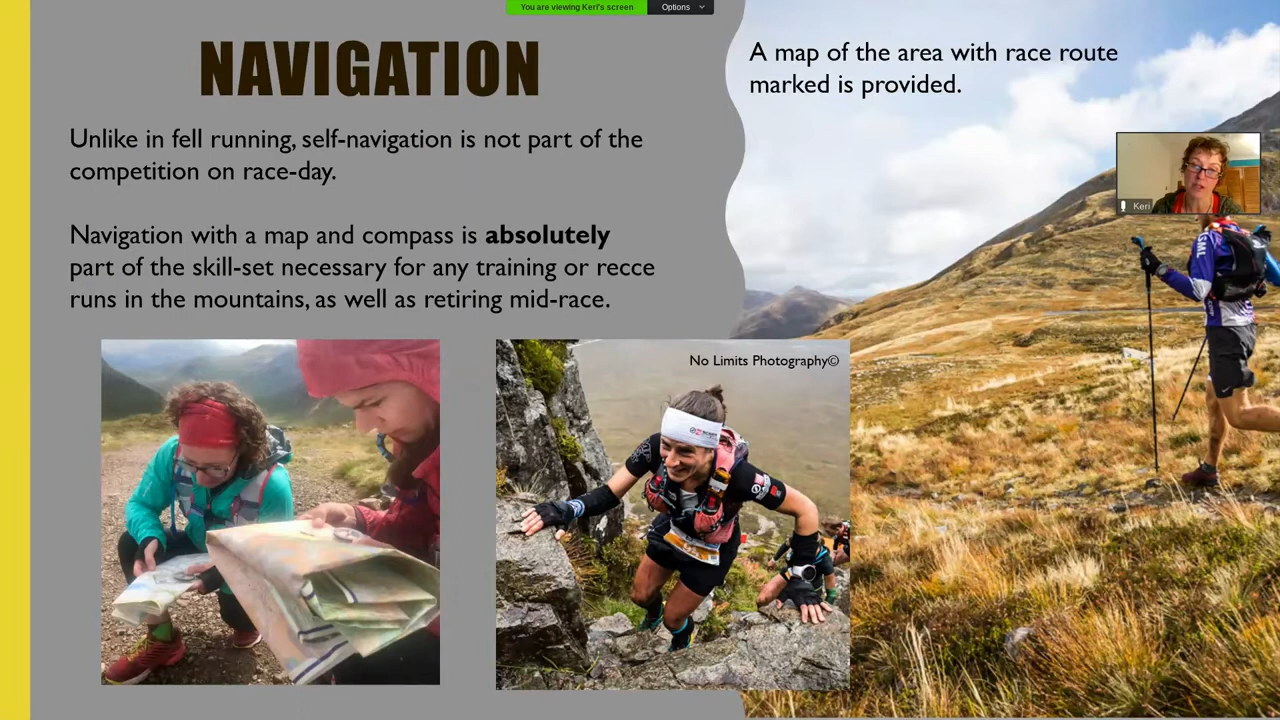 You are viewing Keri's screen
Options
NAVIGATION
Unlike in fell running, self-navigation is not part of the
competition on race-day.
Navigation with a map and compass is absolutely
part of the skill-set necessary for any training or recce
runs in the mountains, as well as retiring mid-race.
A map of the area with race route
marked is provided.
Keri
No Limits Photography©